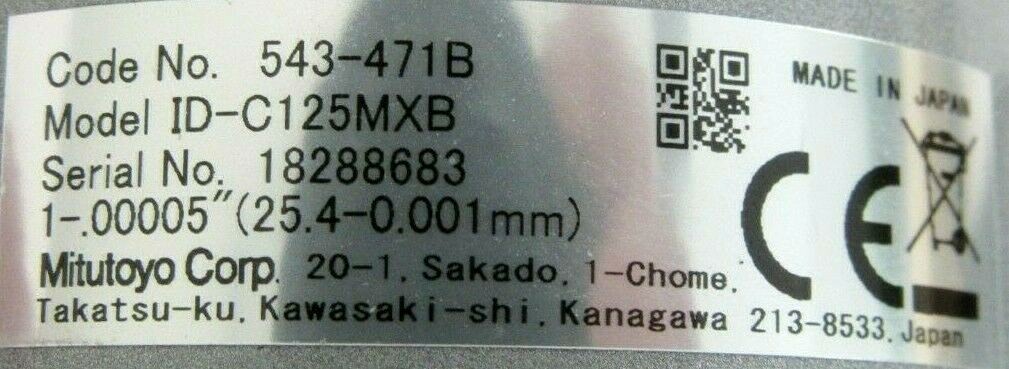 Code No. 543-471B
MADE IN JAPAN
Model ID-C125MXB
Serial No. 18288683
1-.00005″(25.4-0.001mm)
CE
Mitutoyo Corp. 20-1, Sakado, 1-Chome,
Takatsu-ku, Kawasaki-shi, Kanagawa 213-8533, Japan